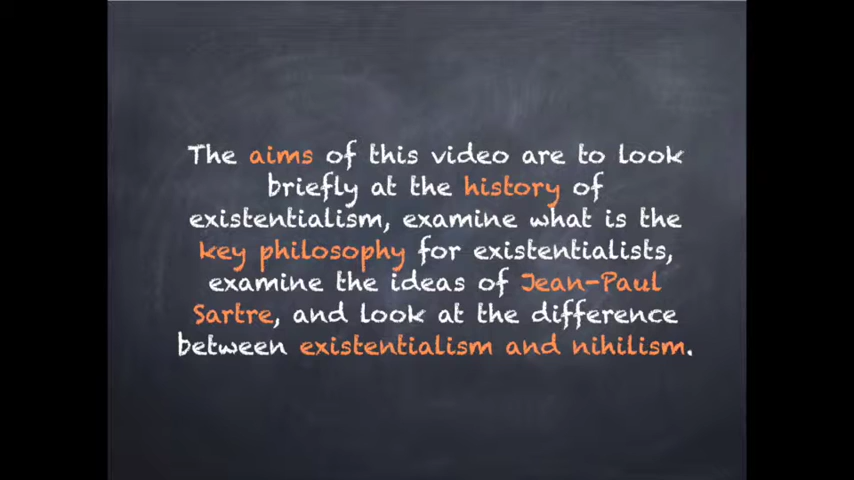 The aims of this video are to look
briefly at the history of
existentialism, examine what is the
key philosophy for existentialists,
examine the ideas of Jean-Paul
Sartre, and look at the difference
between existentialism and nihilism.